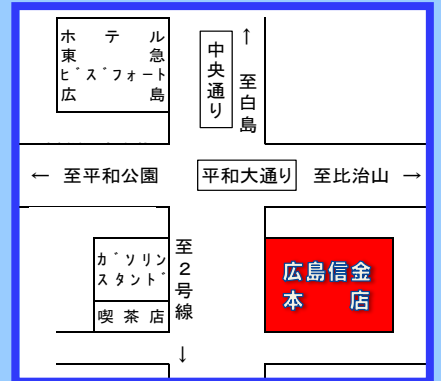 ホテル
東急
ビズフォート
広島
中央通り
↑
至白島
← 至平和公園
平和大通り
至比治山 →
ガソリン
スタンド
喫茶店
至2号線
↓
広島信金
本店